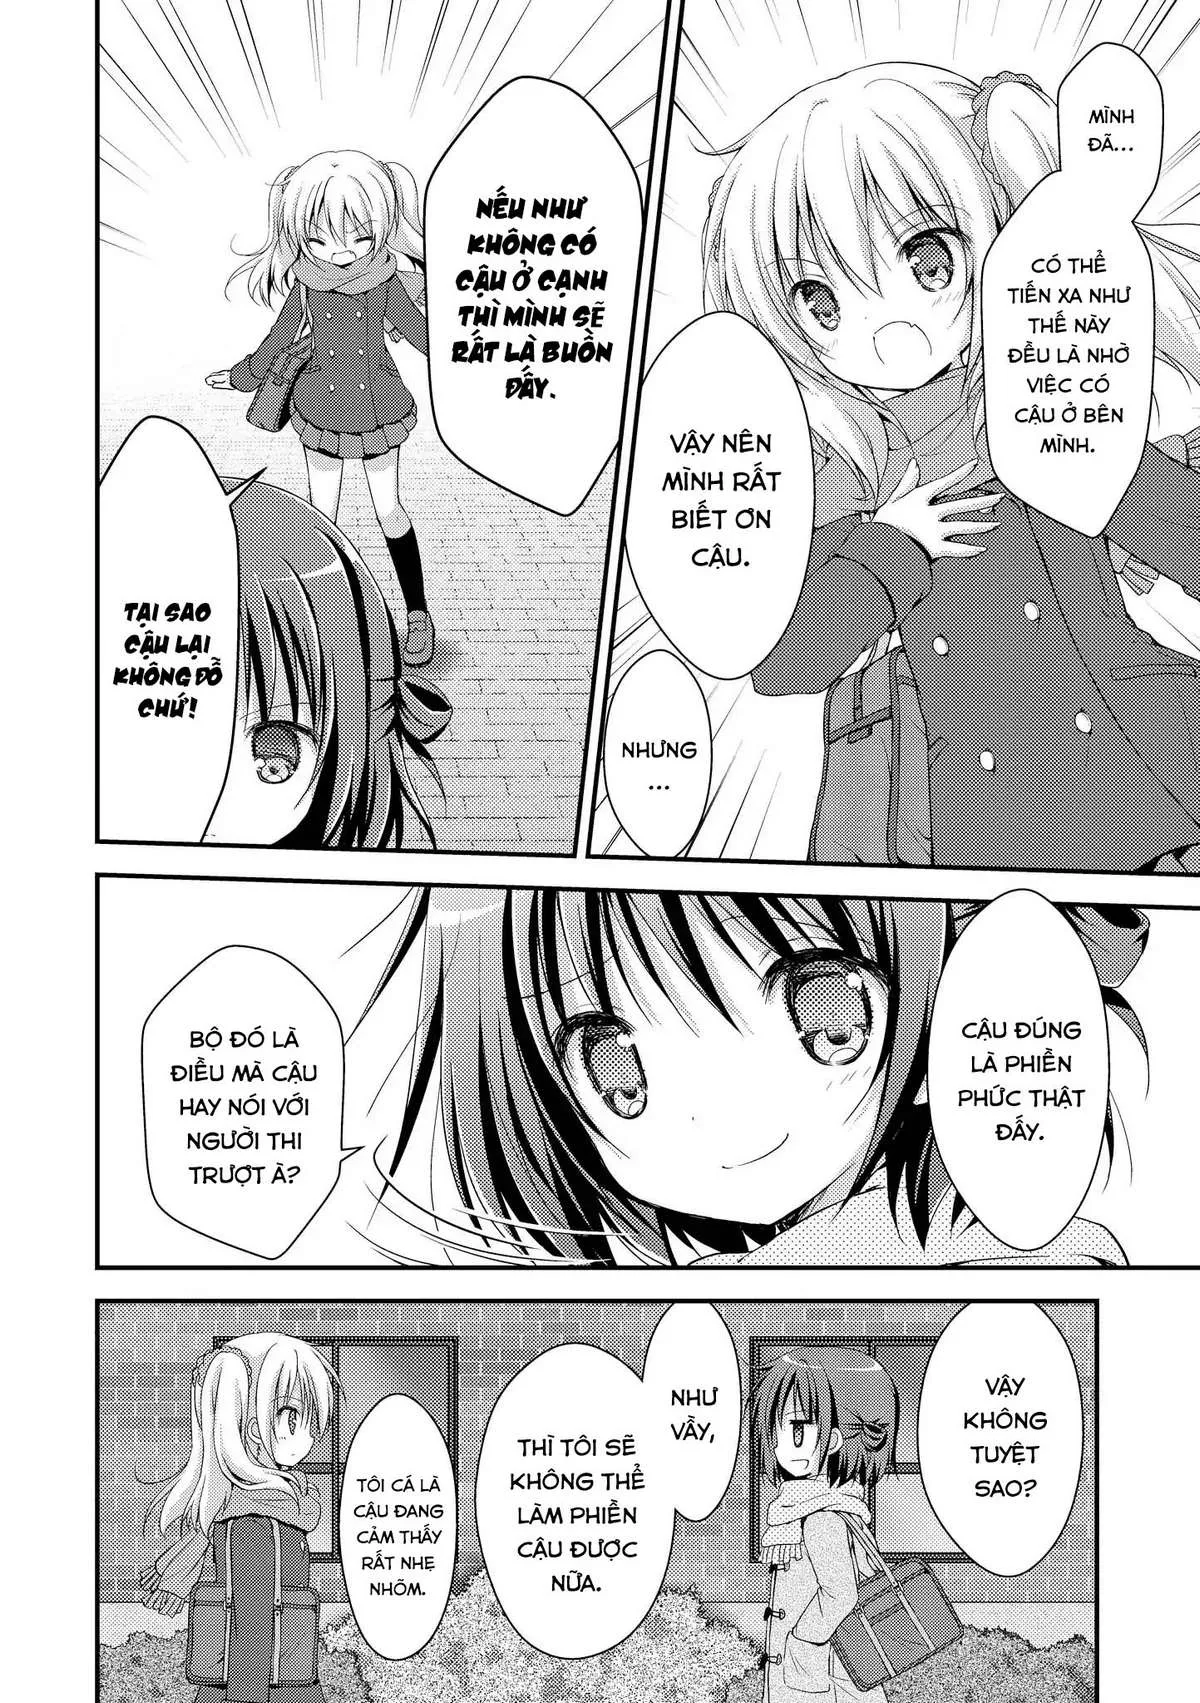 MÌNH
ĐÃ...
CÓ THỂ
TIẾN XA NHƯ
THẾ NÀY
ĐỀU LÀ NHỜ
VIỆC CÓ
CẬU Ở BÊN
MÌNH.
VẬY NÊN
MÌNH RẤT
BIẾT ƠN
CẬU.
NHƯNG
...
NẾU NHƯ
KHÔNG CÓ
CẬU Ở CẠNH
THÌ MÌNH SẼ
RẤT LÀ BUỒN
ĐẤY.
TẠI SAO
CẬU LẠI
KHÔNG ĐỖ
CHỨ!
CẬU ĐÚNG
LÀ PHIỀN
PHỨC THẬT
ĐẤY.
BỘ ĐÓ LÀ
ĐIỀU MÀ CẬU
HAY NÓI VỚI
NGƯỜI THI
TRƯỢT À?
VẬY
KHÔNG
TUYỆT
SAO?
NHƯ
VẦY,
THÌ TÔI SẼ
KHÔNG THỂ
LÀM PHIỀN
CẬU ĐƯỢC
NỮA.
TÔI CÁ LÀ
CẬU ĐANG
CẢM THẤY
RẤT NHẸ
NHÕM.